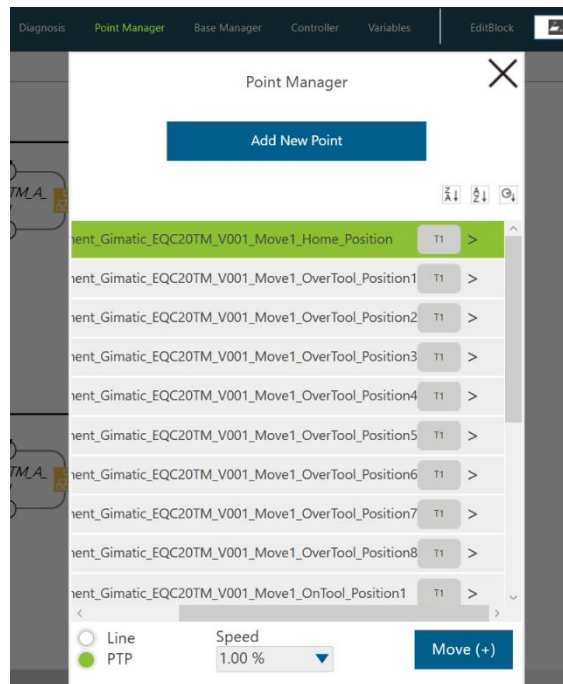 Diagnosis Point Manager Base Manager Controller Variables EditBlock
Point Manager
Add New Point
TM_A_
nent_Gimatic_EQC20TM_V001_Move1_Home_Position T1 >
nent_Gimatic_EQC20TM_V001_Move1_OverTool_Position1 T1 >
nent_Gimatic_EQC20TM_V001_Move1_OverTool_Position2 T1 >
nent_Gimatic_EQC20TM_V001_Move1_OverTool_Position3 T1 >
nent_Gimatic_EQC20TM_V001_Move1_OverTool_Position4 T1 >
nent_Gimatic_EQC20TM_V001_Move1_OverTool_Position5 T1 >
TM_A_
nent_Gimatic_EQC20TM_V001_Move1_OverTool_Position6 T1 >
nent_Gimatic_EQC20TM_V001_Move1_OverTool_Position7 T1 >
nent_Gimatic_EQC20TM_V001_Move1_OverTool_Position8 T1 >
nent_Gimatic_EQC20TM_V001_Move1_OnTool_Position1 T1 >
Line
PTP
Speed
1.00 %
Move (+)